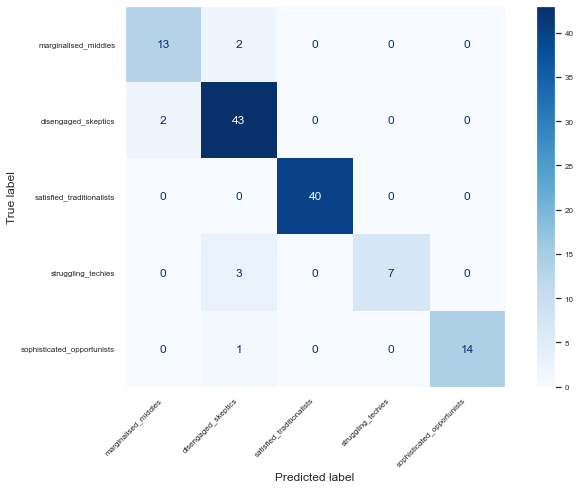 marginalised_middles 13 2 0 0 0
disengaged_skeptics 2 43 0 0 0
satisfied_traditionalists 0 0 40 0 0
struggling_techies 0 3 0 7 0
sophisticated_opportunists 0 1 0 0 14
True label
marginalised_middles
disengaged_skeptics
satisfied_traditionalists
struggling_techies
sophisticated_opportunists
Predicted label
40
35
30
25
20
15
10
5
0